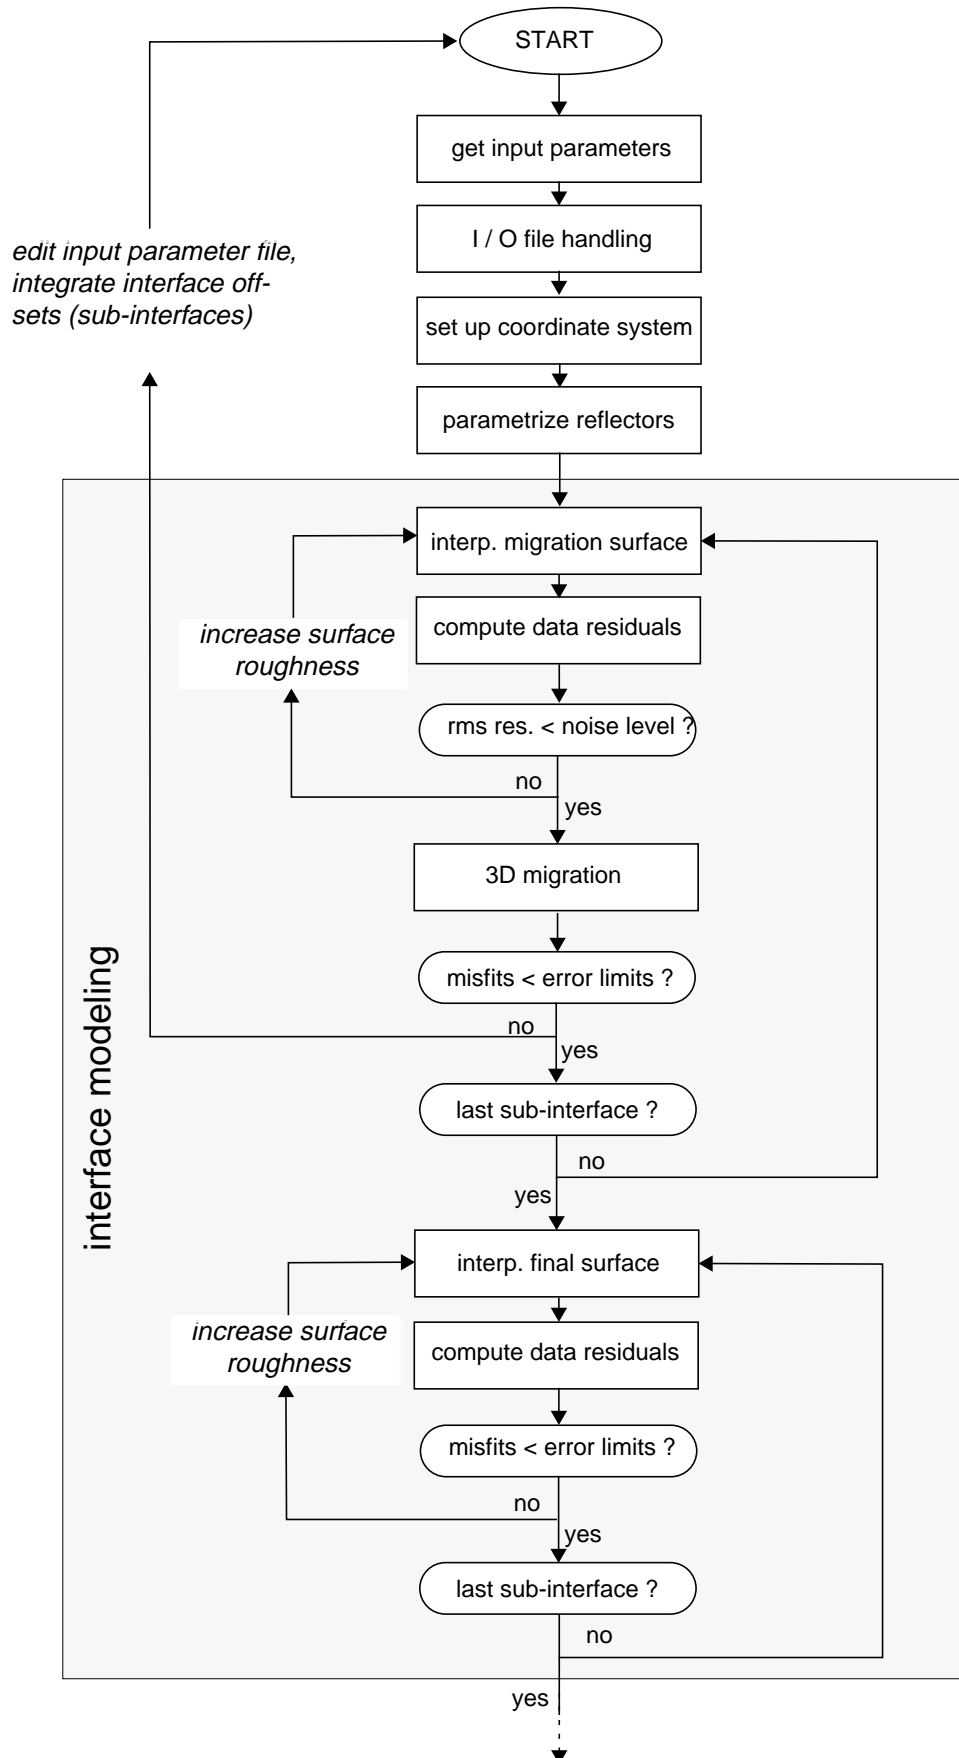 START
get input parameters
I / O file handling
edit input parameter file,
integrate interface off-
sets (sub-interfaces)
set up coordinate system
parametrize reflectors
interface modeling
interp. migration surface
increase surface
roughness
compute data residuals
rms res. < noise level ?
no
yes
3D migration
misfits < error limits ?
no
yes
last sub-interface ?
no
yes
interp. final surface
increase surface
roughness
compute data residuals
misfits < error limits ?
no
yes
last sub-interface ?
no
yes